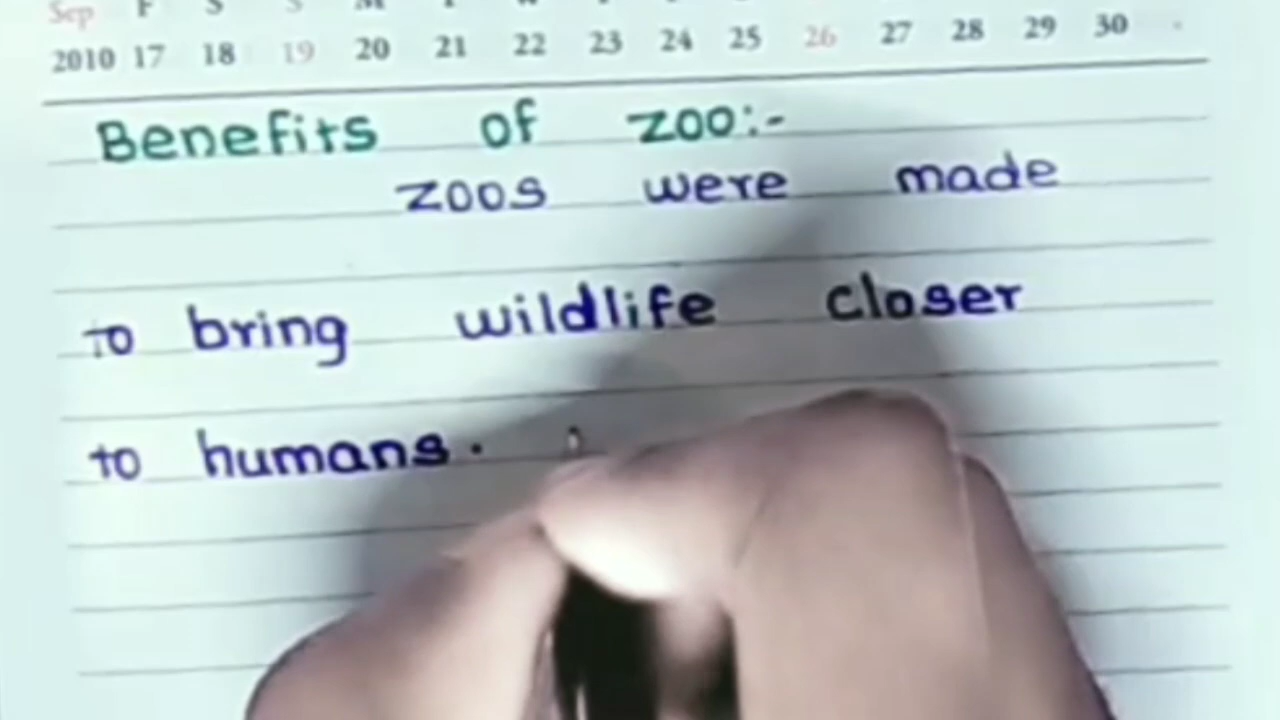 Sep F S S M T W
2010 17 18 19 20 21 22 23 24 25 26 27 28 29 30
Benefits of zoo:-
zoos were made
to bring wildlife closer
to humans.